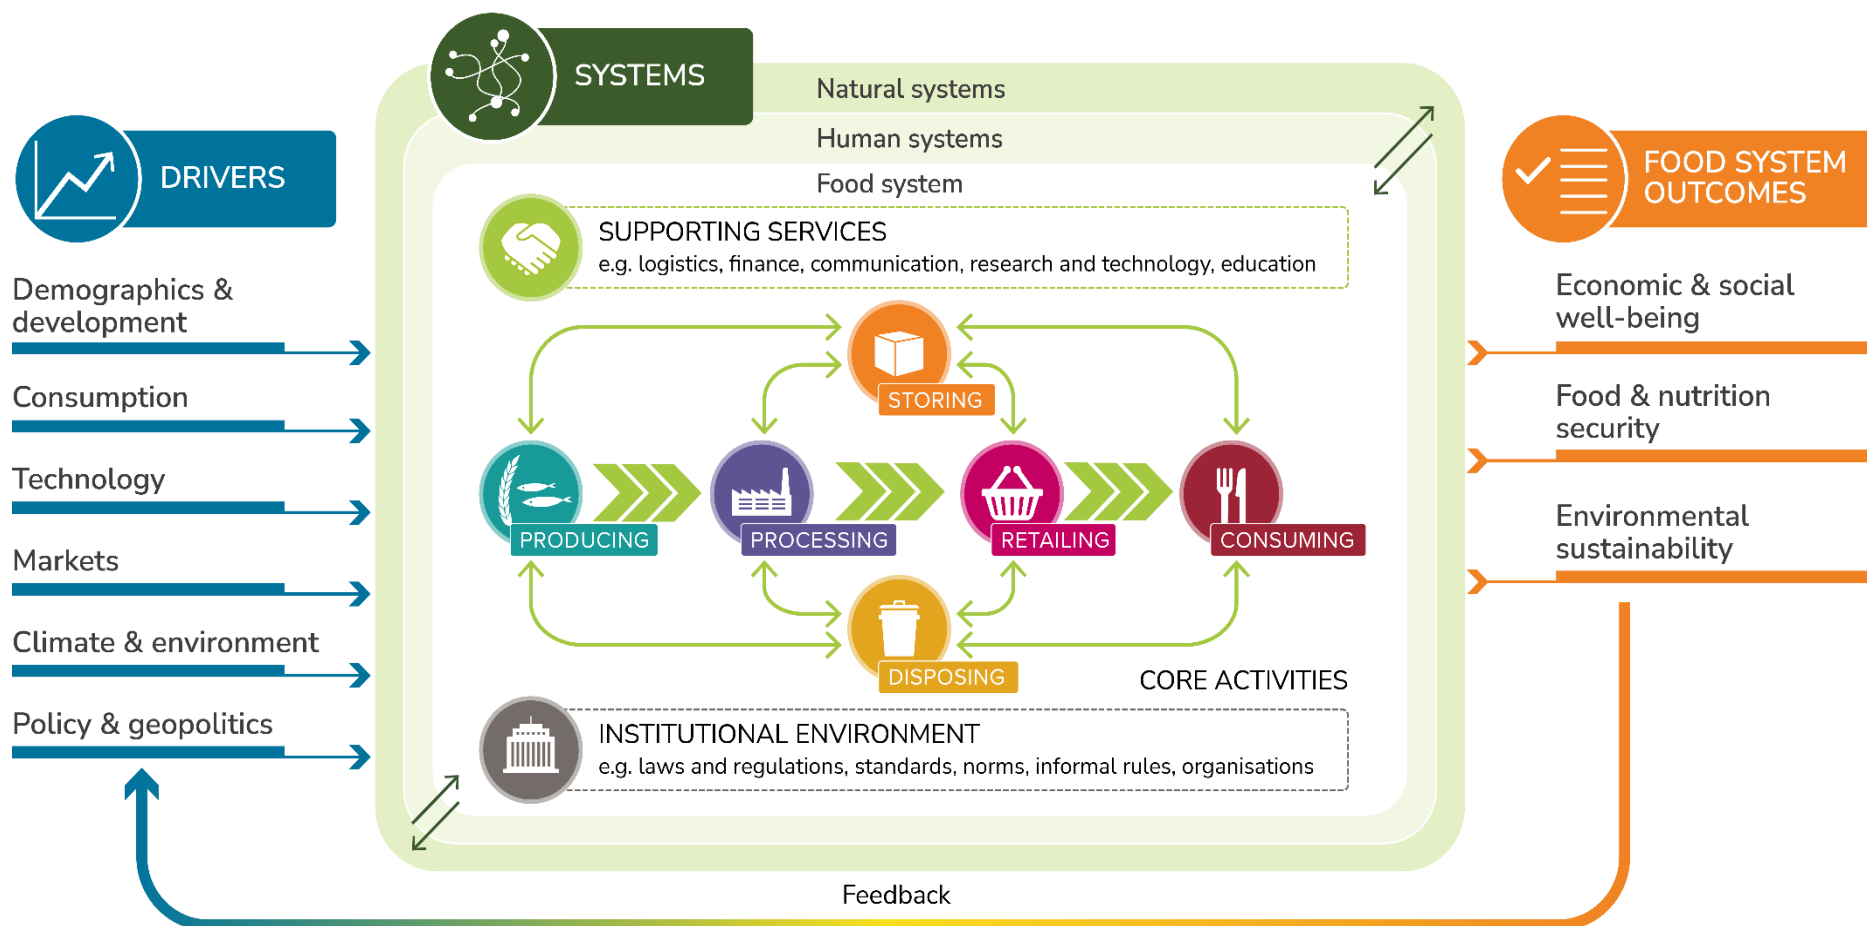 SYSTEMS
Natural systems
Human systems
Food system
DRIVERS
Demographics &
development
Consumption
Technology
Markets
Climate & environment
Policy & geopolitics
SUPPORTING SERVICES
e.g. logistics, finance, communication, research and technology, education
STORING
PRODUCING
PROCESSING
RETAILING
CONSUMING
DISPOSING
CORE ACTIVITIES
INSTITUTIONAL ENVIRONMENT
e.g. laws and regulations, standards, norms, informal rules, organisations
FOOD SYSTEM
OUTCOMES
Economic & social
well-being
Food & nutrition
security
Environmental
sustainability
Feedback